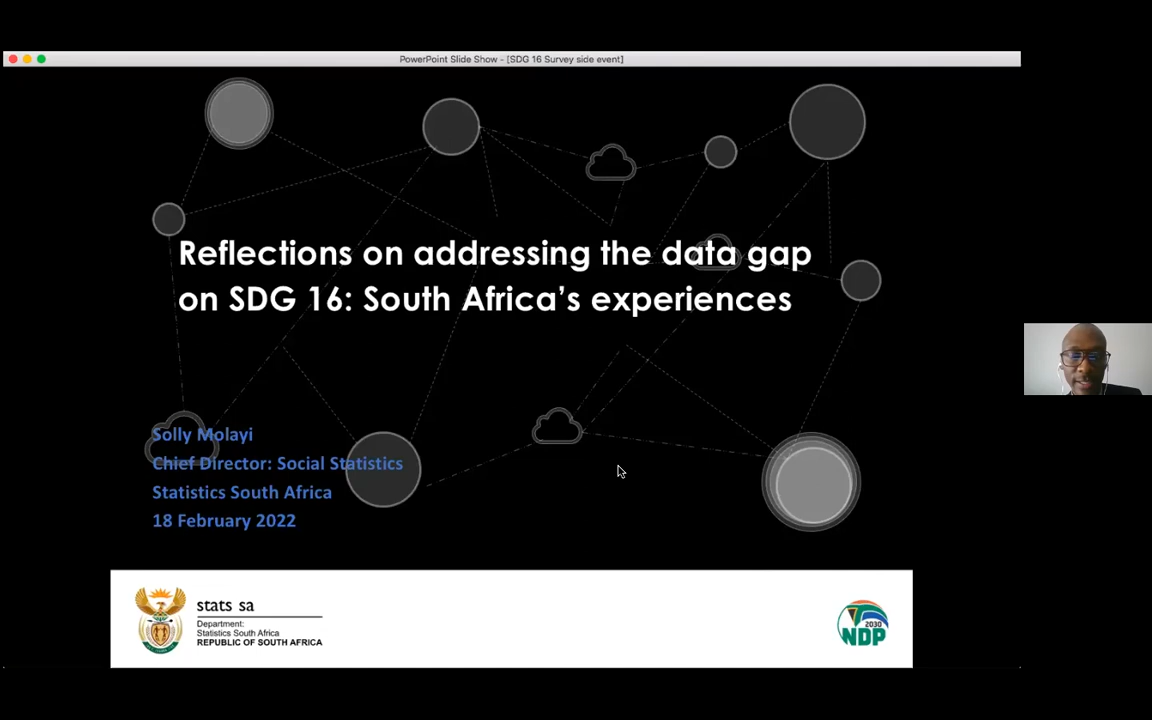 PowerPoint Slide Show - [SDG 16 Survey side event]
Reflections on addressing the data gap
on SDG 16: South Africa's experiences
Solly Molayi
Chief Director: Social Statistics
Statistics South Africa
18 February 2022
stats sa
Department:
Statistics South Africa
REPUBLIC OF SOUTH AFRICA
2030
NDP